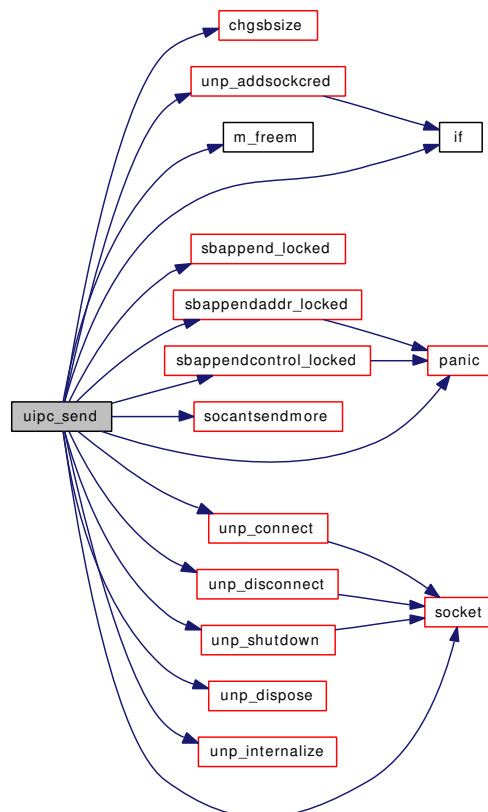 chgsbsize
unp_addsockcred
m_freem
if
sbappend_locked
sbappendaddr_locked
sbappendcontrol_locked
panic
uipc_send
socantsendmore
unp_connect
unp_disconnect
socket
unp_shutdown
unp_dispose
unp_internalize